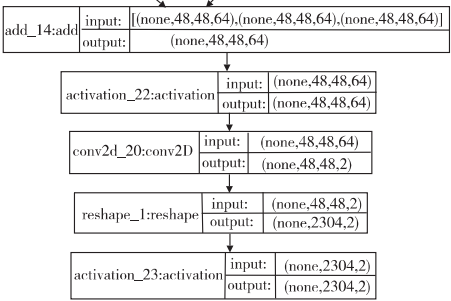 add_14:add input: [(none,48,48,64),(none,48,48,64),(none,48,48,64)]
output: (none,48,48,64)
activation_22:activation input: (none,48,48,64)
output: (none,48,48,64)
conv2d_20:conv2D input: (none,48,48,64)
output: (none,48,48,2)
reshape_1:reshape input: (none,48,48,2)
output: (none,2304,2)
activation_23:activation input: (none,2304,2)
output: (none,2304,2)